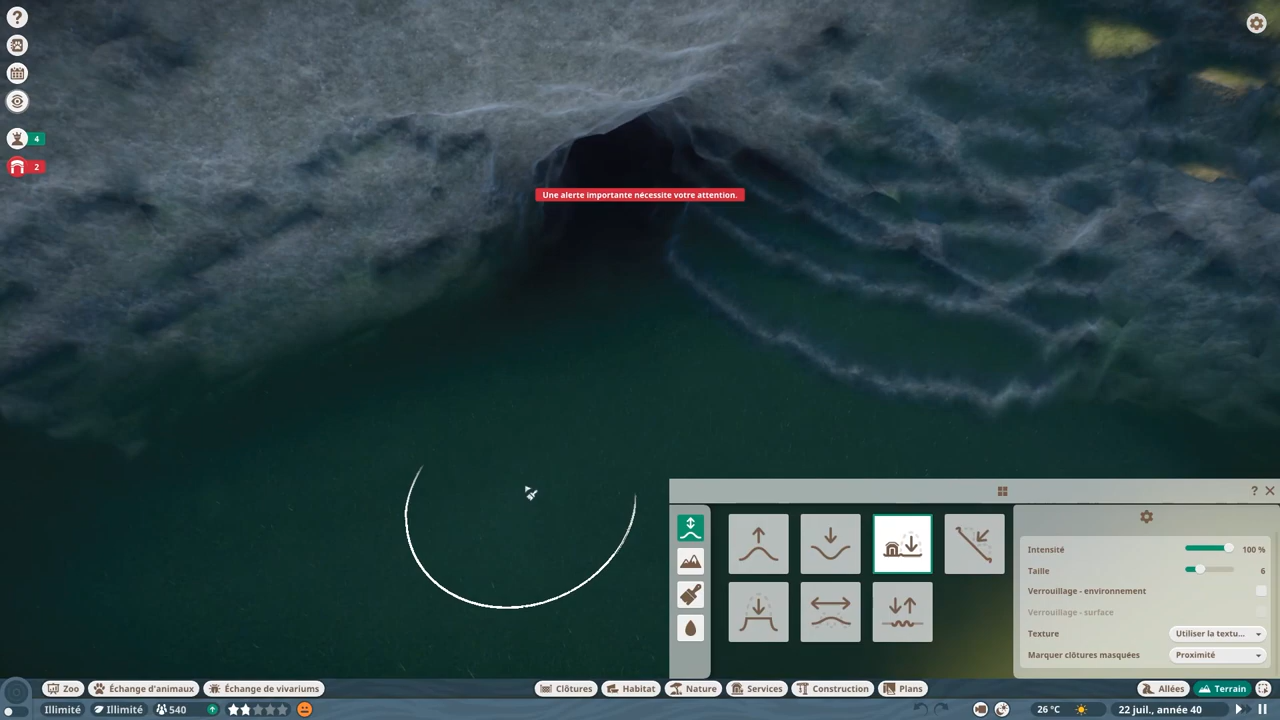 ?
4
2
Une alerte importante nécessite votre attention.
?
Intensité
100 %
Taille
6
Verrouillage - environnement
Verrouillage - surface
Texture
Utiliser la textu...
Marquer clôtures masquées
Proximité
Zoo
Échange d'animaux
Échange de vivariums
Clôtures
Habitat
Nature
Services
Construction
Plans
Allées
Terrain
Illimité
Illimité
540
26 °C
22 juil., année 40